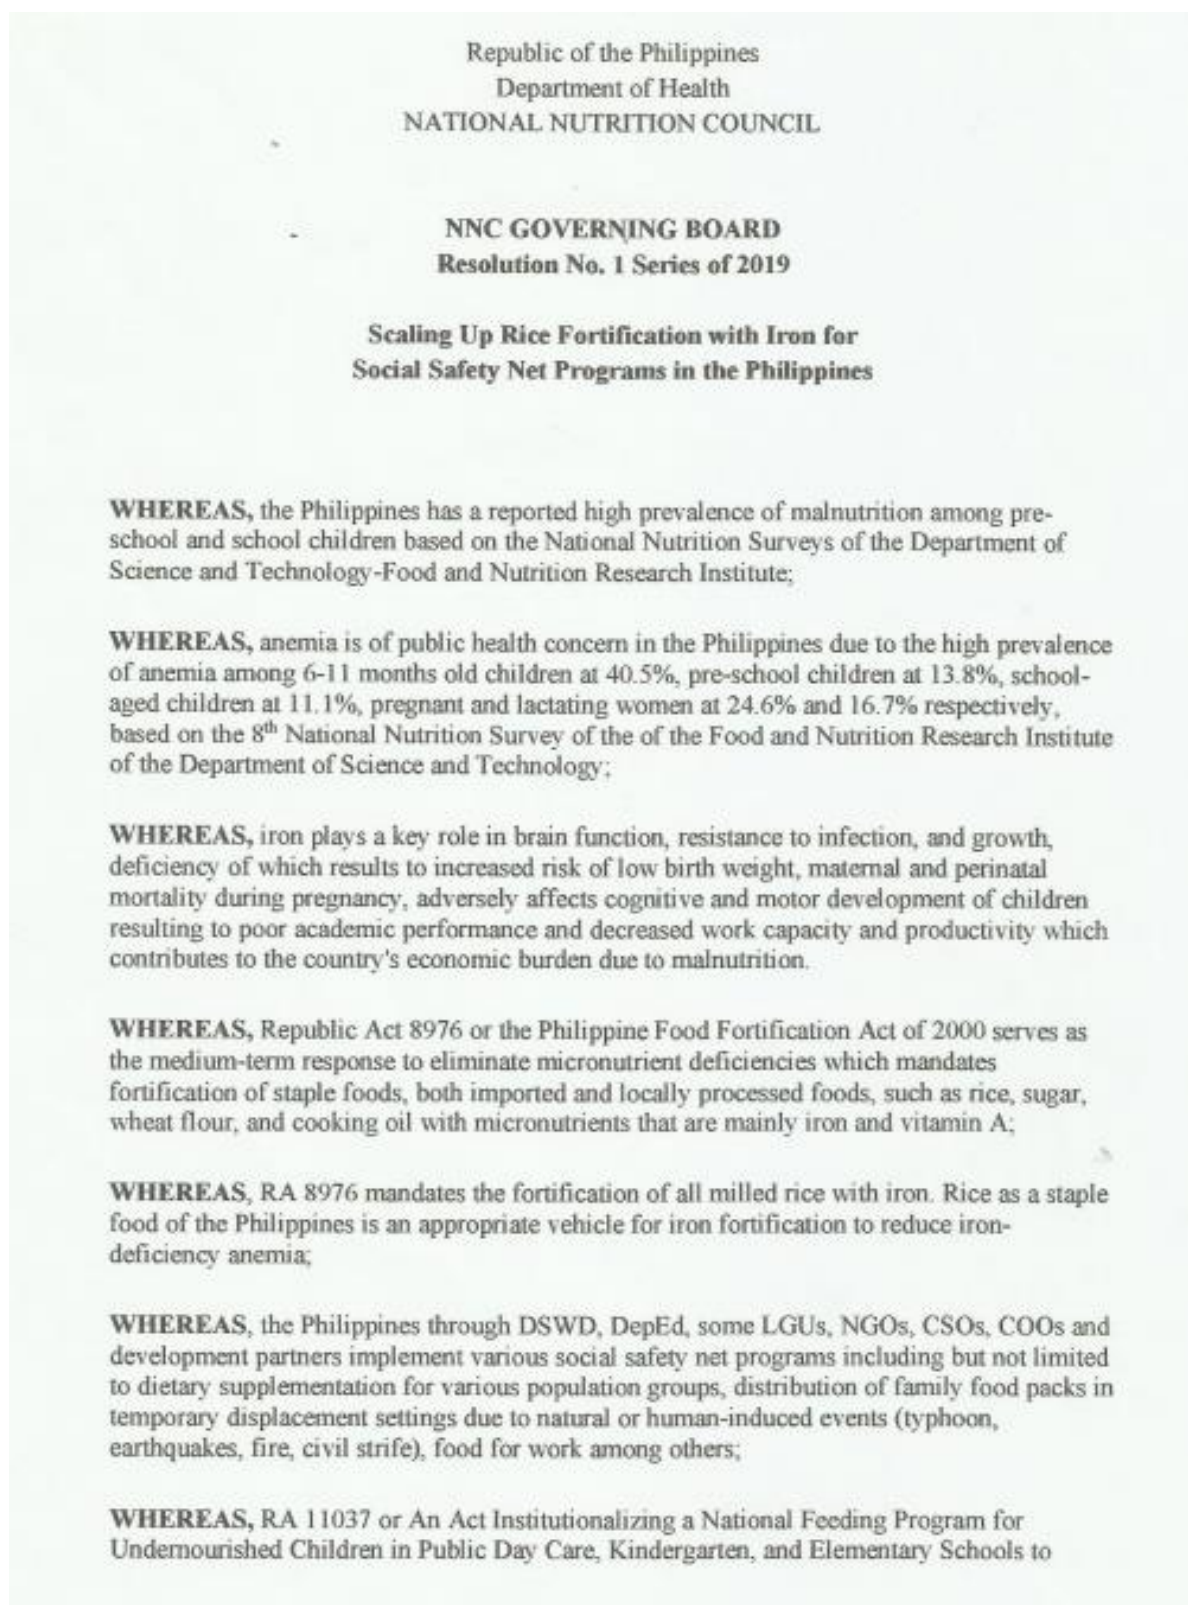 Republic of the Philippines
Department of Health
NATIONAL NUTRITION COUNCIL
NNC GOVERNING BOARD
Resolution No. 1 Series of 2019
Scaling Up Rice Fortification with Iron for
Social Safety Net Programs in the Philippines
WHEREAS, the Philippines has a reported high prevalence of malnutrition among pre-
school and school children based on the National Nutrition Surveys of the Department of
Science and Technology-Food and Nutrition Research Institute;
WHEREAS, anemia is of public health concern in the Philippines due to the high prevalence
of anemia among 6-11 months old children at 40.5%, pre-school children at 13.8%, school-
aged children at 11.1%, pregnant and lactating women at 24.6% and 16.7% respectively,
based on the 8th National Nutrition Survey of the of the Food and Nutrition Research Institute
of the Department of Science and Technology;
WHEREAS, iron plays a key role in brain function, resistance to infection, and growth,
deficiency of which results to increased risk of low birth weight, maternal and perinatal
mortality during pregnancy, adversely affects cognitive and motor development of children
resulting to poor academic performance and decreased work capacity and productivity which
contributes to the country's economic burden due to malnutrition.
WHEREAS, Republic Act 8976 or the Philippine Food Fortification Act of 2000 serves as
the medium-term response to eliminate micronutrient deficiencies which mandates
fortification of staple foods, both imported and locally processed foods, such as rice, sugar,
wheat flour, and cooking oil with micronutrients that are mainly iron and vitamin A;
WHEREAS, RA 8976 mandates the fortification of all milled rice with iron. Rice as a staple
food of the Philippines is an appropriate vehicle for iron fortification to reduce iron-
deficiency anemia;
WHEREAS, the Philippines through DSWD, DepEd, some LGUs, NGOs, CSOs, COOs and
development partners implement various social safety net programs including but not limited
to dietary supplementation for various population groups, distribution of family food packs in
temporary displacement settings due to natural or human-induced events (typhoon,
earthquakes, fire, civil strife), food for work among others;
WHEREAS, RA 11037 or An Act Institutionalizing a National Feeding Program for
Undernourished Children in Public Day Care, Kindergarten, and Elementary Schools to